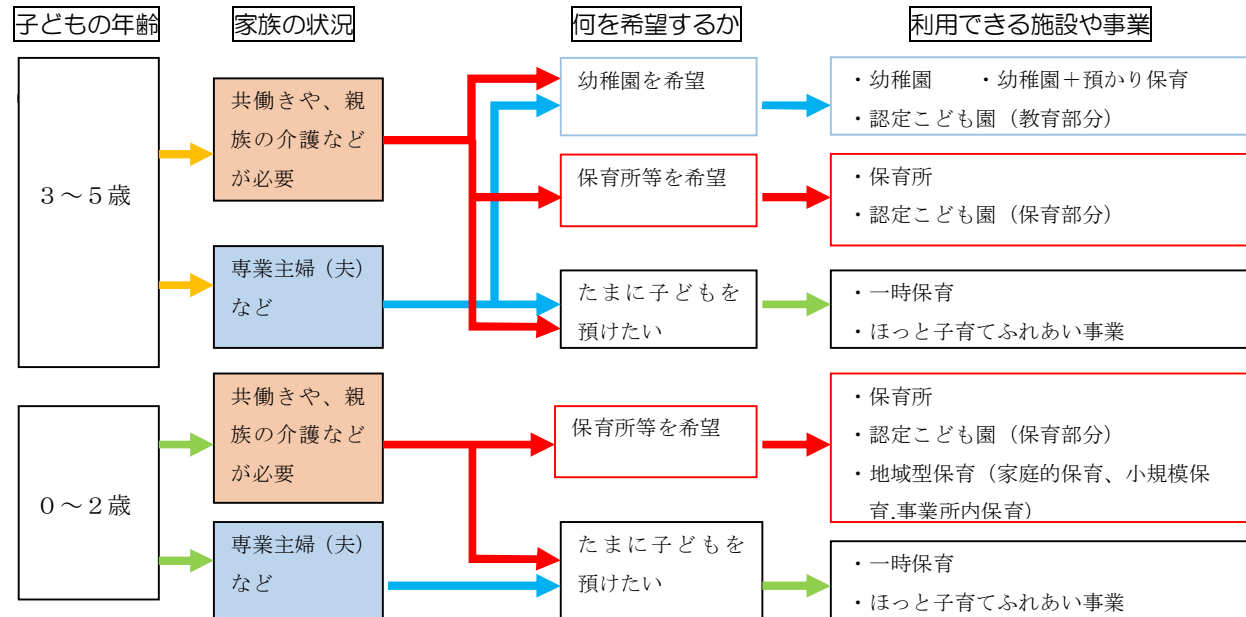 子どもの年齢
家族の状況
何を希望するか
利用できる施設や事業
３～５歳
共働きや、親
族の介護など
が必要
専業主婦（夫）
など
幼稚園を希望
保育所等を希望
たまに子どもを
預けたい
・幼稚園　　・幼稚園＋預かり保育
・認定こども園（教育部分）
・保育所
・認定こども園（保育部分）
・一時保育
・ほっと子育てふれあい事業
０～２歳
共働きや、親
族の介護など
が必要
専業主婦（夫）
など
保育所等を希望
たまに子どもを
預けたい
・保育所
・認定こども園（保育部分）
・地域型保育（家庭的保育、小規模保
育,事業所内保育）
・一時保育
・ほっと子育てふれあい事業